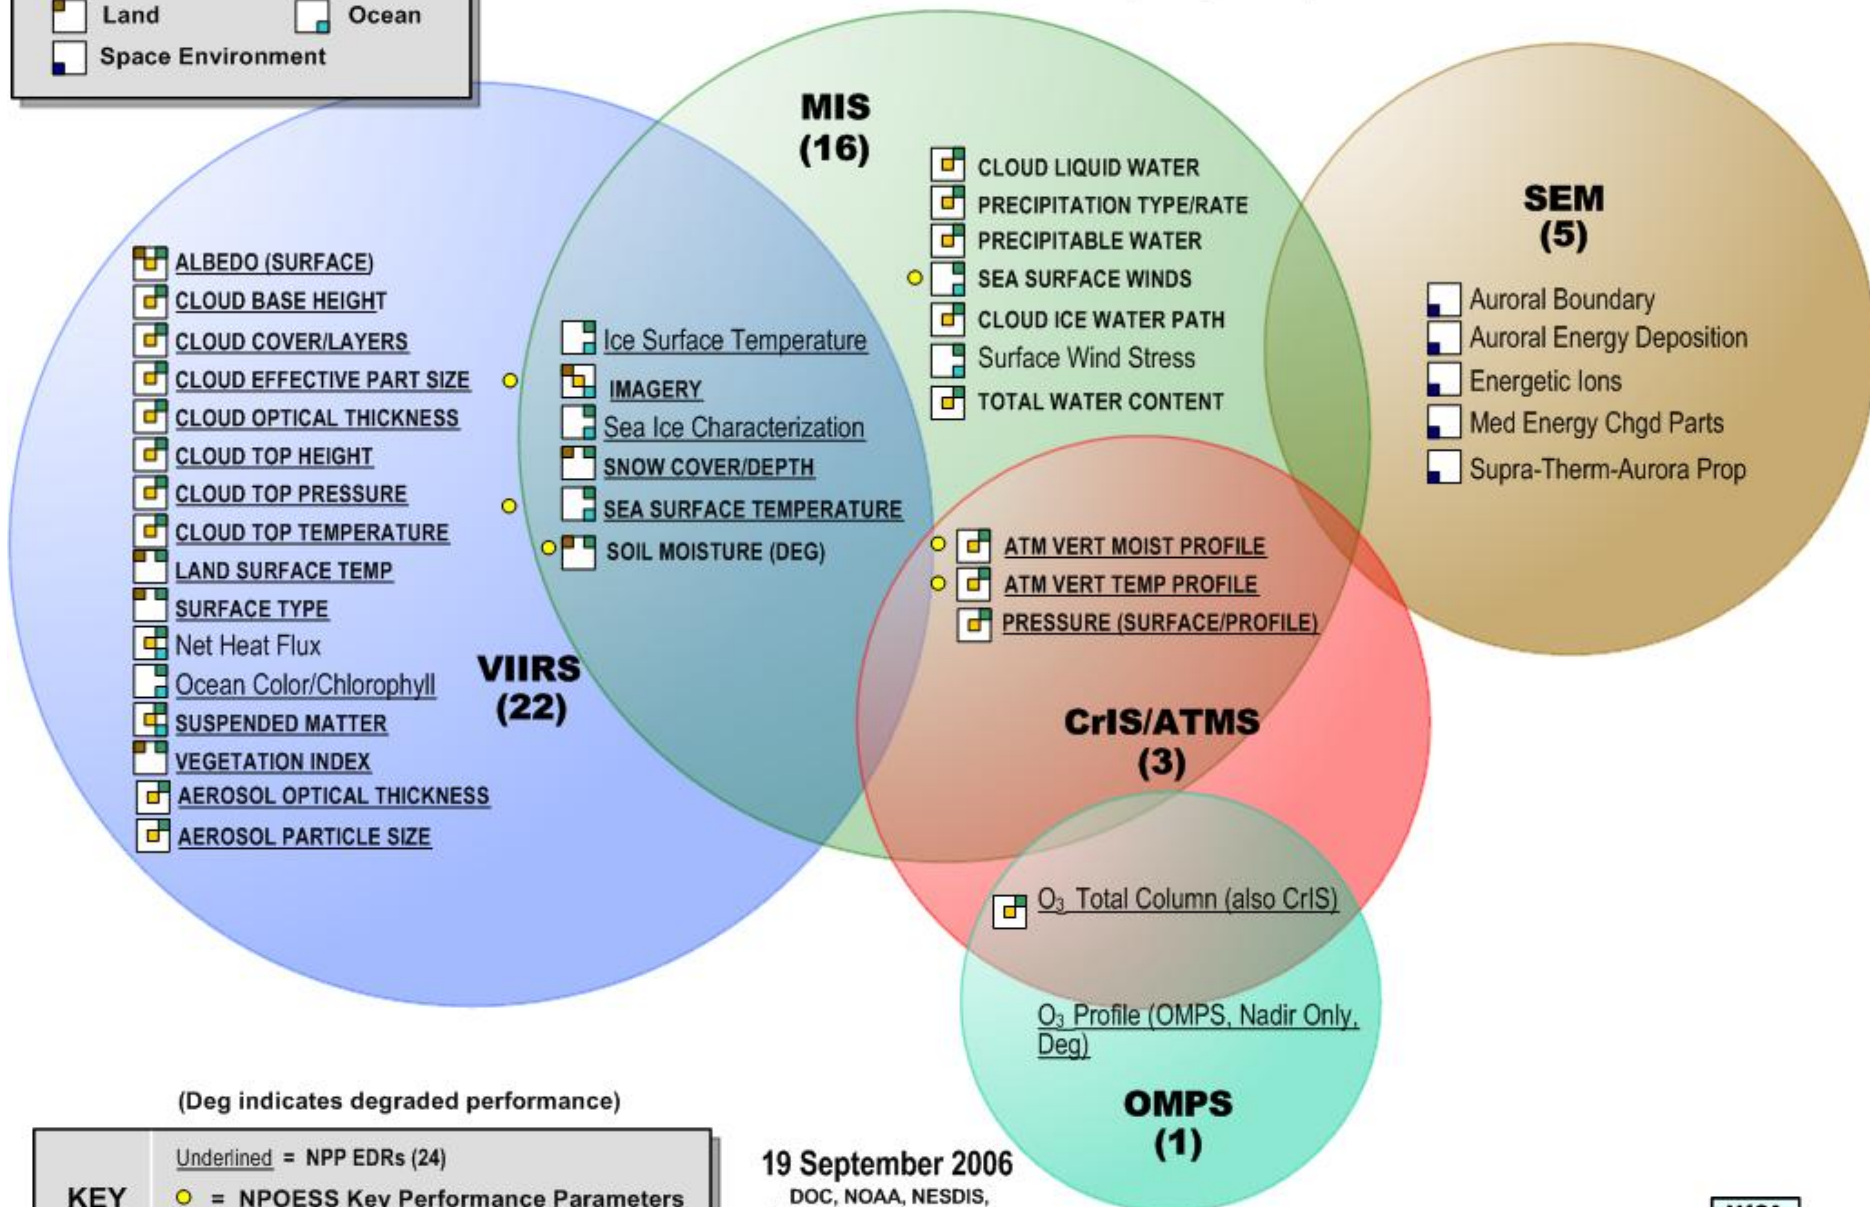 Land
Ocean
Space Environment
MIS
(16)
CLOUD LIQUID WATER
PRECIPITATION TYPE/RATE
PRECIPITABLE WATER
SEA SURFACE WINDS
CLOUD ICE WATER PATH
Surface Wind Stress
TOTAL WATER CONTENT
SEM
(5)
Auroral Boundary
Auroral Energy Deposition
Energetic Ions
Med Energy Chgd Parts
Supra-Therm-Aurora Prop
ALBEDO (SURFACE)
CLOUD BASE HEIGHT
CLOUD COVER/LAYERS
CLOUD EFFECTIVE PART SIZE
CLOUD OPTICAL THICKNESS
CLOUD TOP HEIGHT
CLOUD TOP PRESSURE
CLOUD TOP TEMPERATURE
LAND SURFACE TEMP
SURFACE TYPE
Net Heat Flux
Ocean Color/Chlorophyll
SUSPENDED MATTER
VEGETATION INDEX
AEROSOL OPTICAL THICKNESS
AEROSOL PARTICLE SIZE
VIIRS
(22)
Ice Surface Temperature
IMAGERY
Sea Ice Characterization
SNOW COVER/DEPTH
SEA SURFACE TEMPERATURE
SOIL MOISTURE (DEG)
ATM VERT MOIST PROFILE
ATM VERT TEMP PROFILE
PRESSURE (SURFACE/PROFILE)
CrIS/ATMS
(3)
O₃ Total Column (also CrIS)
O₃ Profile (OMPS, Nadir Only,
Deg)
OMPS
(1)
(Deg indicates degraded performance)
KEY
Underlined = NPP EDRs (24)
= NPOESS Key Performance Parameters
19 September 2006
DOC, NOAA, NESDIS,